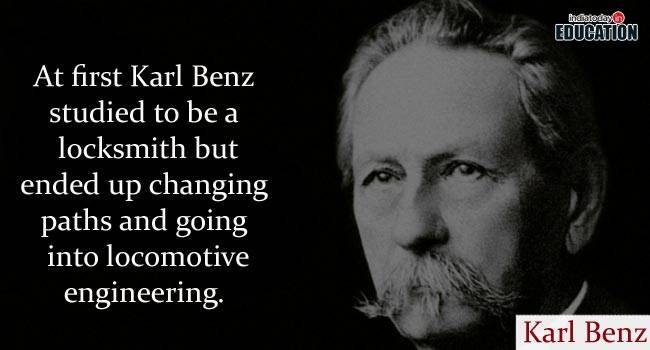 indiatoday.in
EDUCATION
At first Karl Benz
studied to be a
locksmith but
ended up changing
paths and going
into locomotive
engineering.
Karl Benz